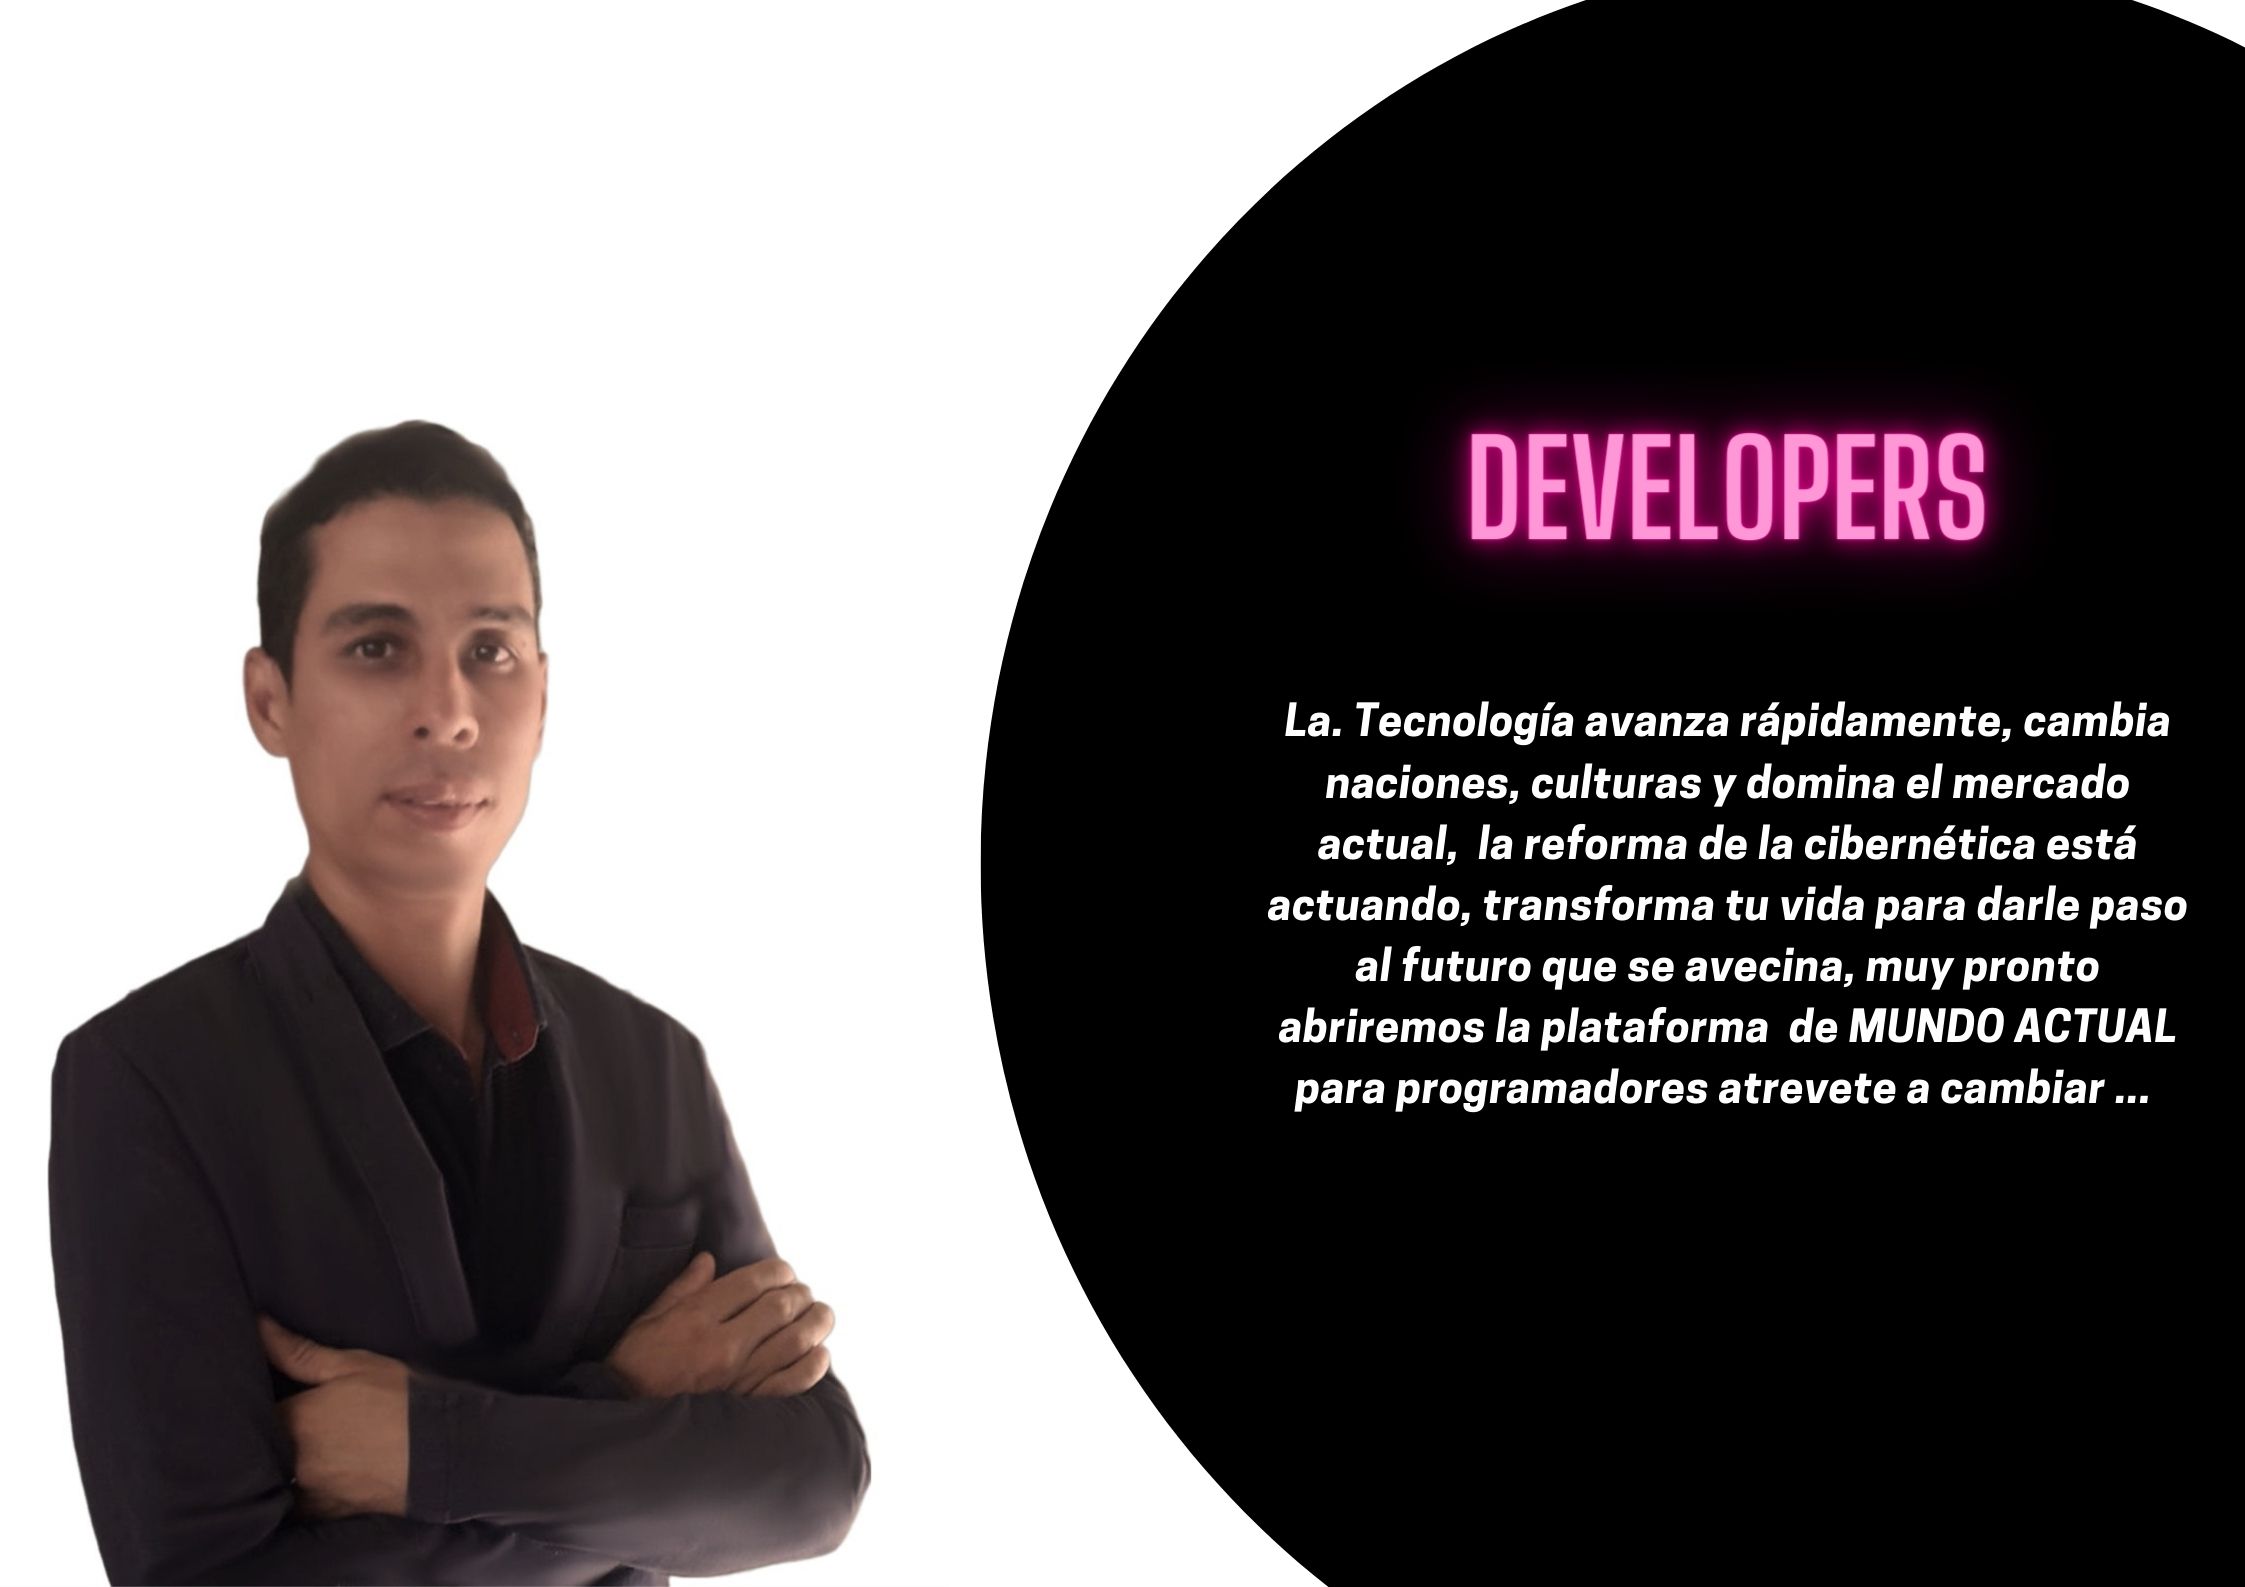 DEVELOPERS
La. Tecnología avanza rápidamente, cambia
naciones, culturas y domina el mercado
actual,  la reforma de la cibernética está
actuando, transforma tu vida para darle paso
al futuro que se avecina, muy pronto
abriremos la plataforma  de MUNDO ACTUAL
para programadores atrevete a cambiar ...